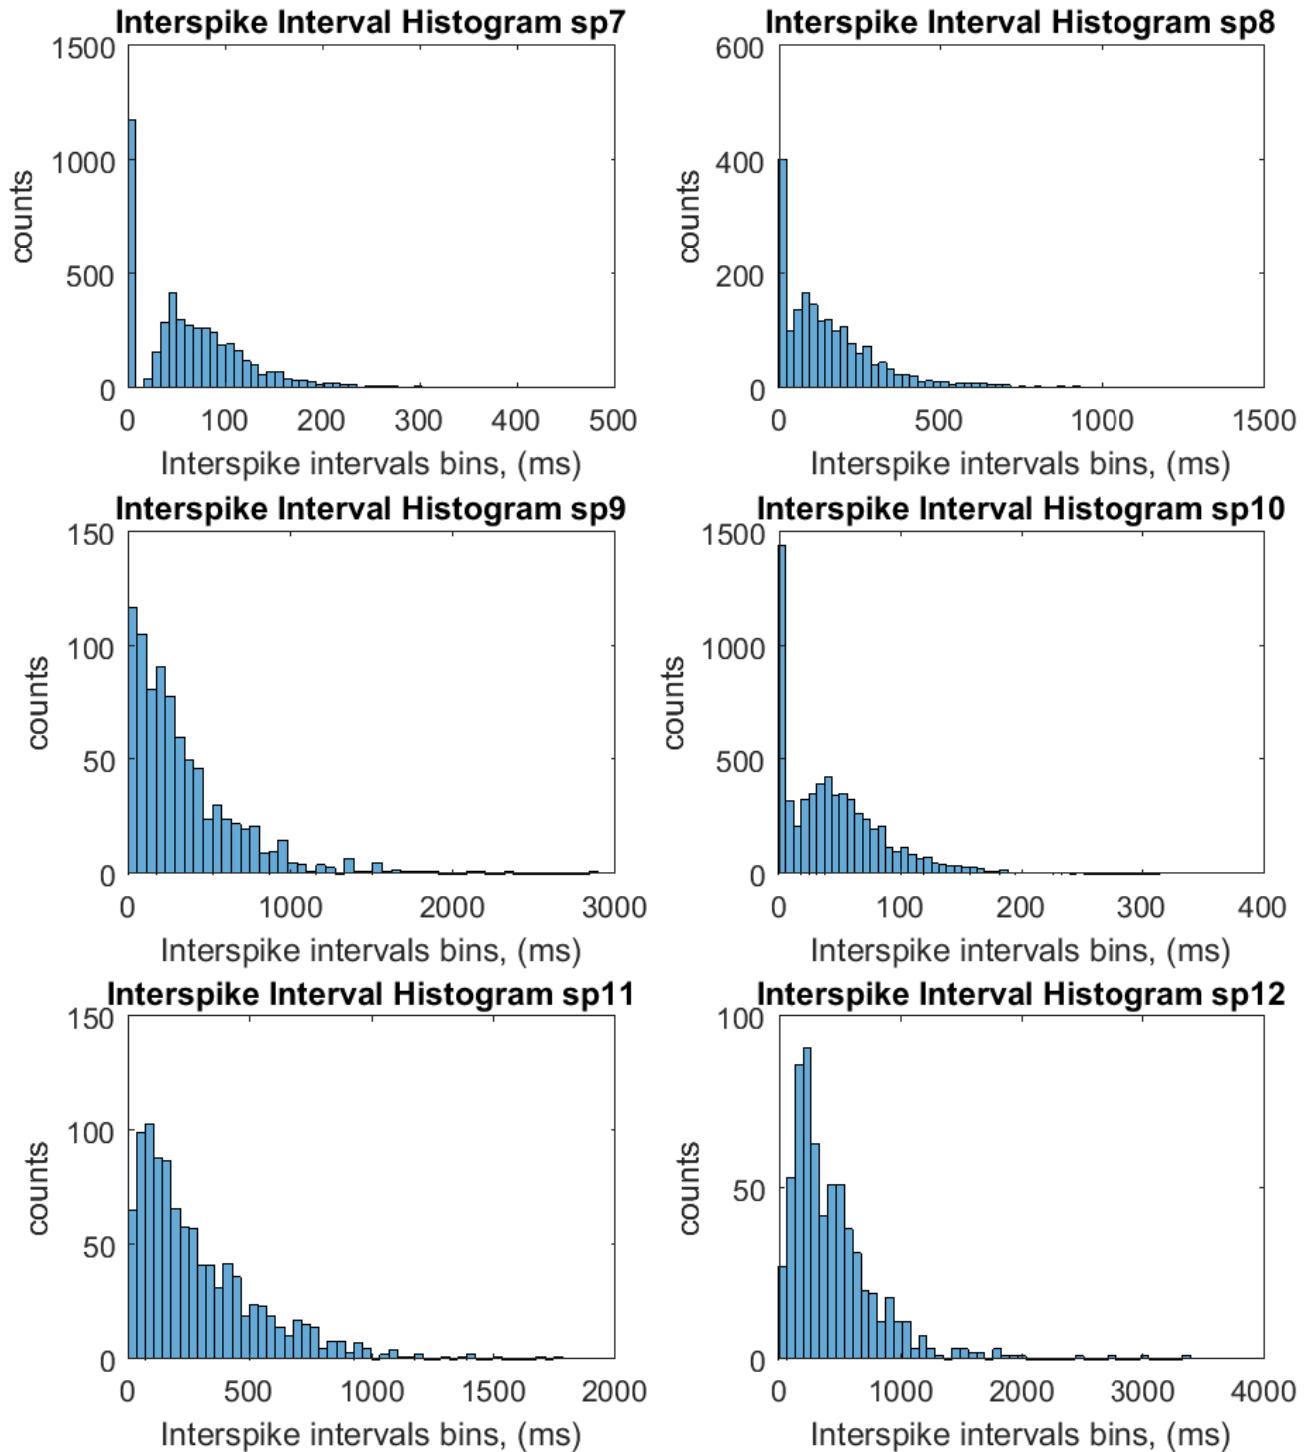 Interspike Interval Histogram sp7
1500
1000
500
0
counts
0 100 200 300 400 500
Interspike intervals bins, (ms)
Interspike Interval Histogram sp8
600
400
200
0
counts
0 500 1000 1500
Interspike intervals bins, (ms)
Interspike Interval Histogram sp9
150
100
50
0
counts
0 1000 2000 3000
Interspike intervals bins, (ms)
Interspike Interval Histogram sp10
1500
1000
500
0
counts
0 100 200 300 400
Interspike intervals bins, (ms)
Interspike Interval Histogram sp11
150
100
50
0
counts
0 500 1000 1500 2000
Interspike intervals bins, (ms)
Interspike Interval Histogram sp12
100
50
0
counts
0 1000 2000 3000 4000
Interspike intervals bins, (ms)